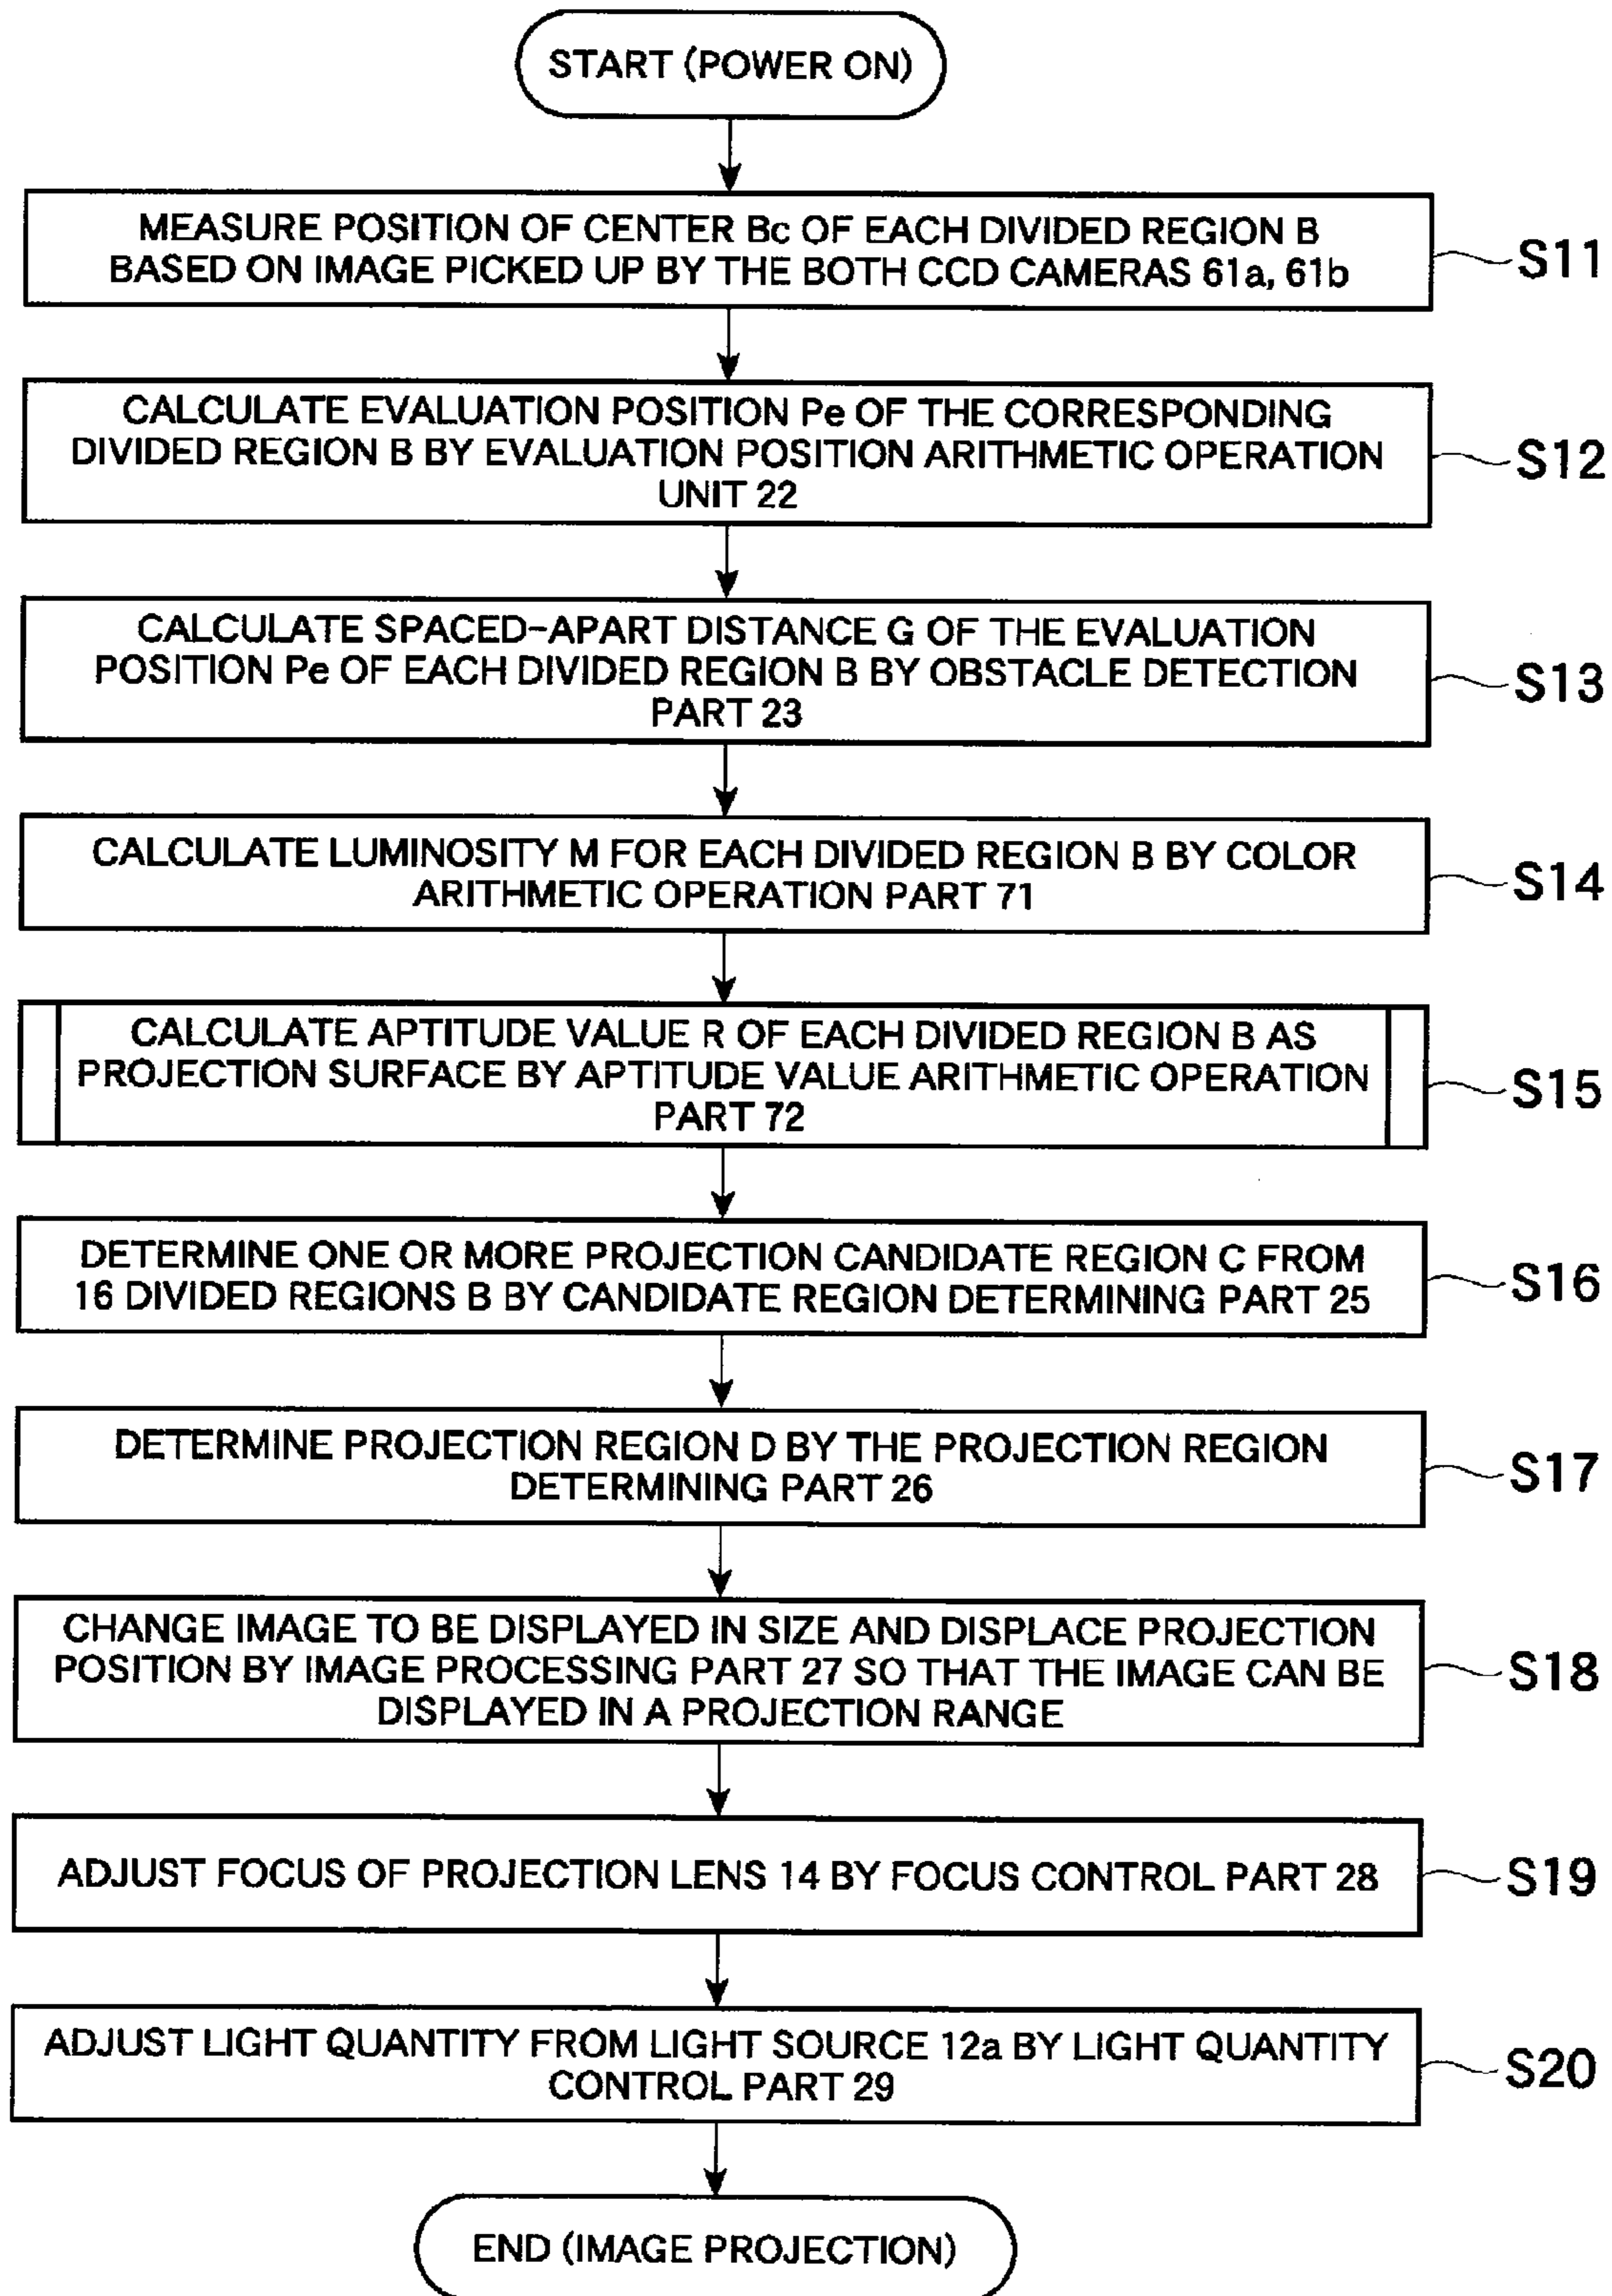 START (POWER ON)
MEASURE POSITION OF CENTER Bc OF EACH DIVIDED REGION B
BASED ON IMAGE PICKED UP BY THE BOTH CCD CAMERAS 61a, 61b
S11
CALCULATE EVALUATION POSITION Pe OF THE CORRESPONDING
DIVIDED REGION B BY EVALUATION POSITION ARITHMETIC OPERATION
UNIT 22
S12
CALCULATE SPACED-APART DISTANCE G OF THE EVALUATION
POSITION Pe OF EACH DIVIDED REGION B BY OBSTACLE DETECTION
PART 23
S13
CALCULATE LUMINOSITY M FOR EACH DIVIDED REGION B BY COLOR
ARITHMETIC OPERATION PART 71
S14
CALCULATE APTITUDE VALUE R OF EACH DIVIDED REGION B AS
PROJECTION SURFACE BY APTITUDE VALUE ARITHMETIC OPERATION
PART 72
S15
DETERMINE ONE OR MORE PROJECTION CANDIDATE REGION C FROM
16 DIVIDED REGIONS B BY CANDIDATE REGION DETERMINING PART 25
S16
DETERMINE PROJECTION REGION D BY THE PROJECTION REGION
DETERMINING PART 26
S17
CHANGE IMAGE TO BE DISPLAYED IN SIZE AND DISPLACE PROJECTION
POSITION BY IMAGE PROCESSING PART 27 SO THAT THE IMAGE CAN BE
DISPLAYED IN A PROJECTION RANGE
S18
ADJUST FOCUS OF PROJECTION LENS 14 BY FOCUS CONTROL PART 28
S19
ADJUST LIGHT QUANTITY FROM LIGHT SOURCE 12a BY LIGHT QUANTITY
CONTROL PART 29
S20
END (IMAGE PROJECTION)